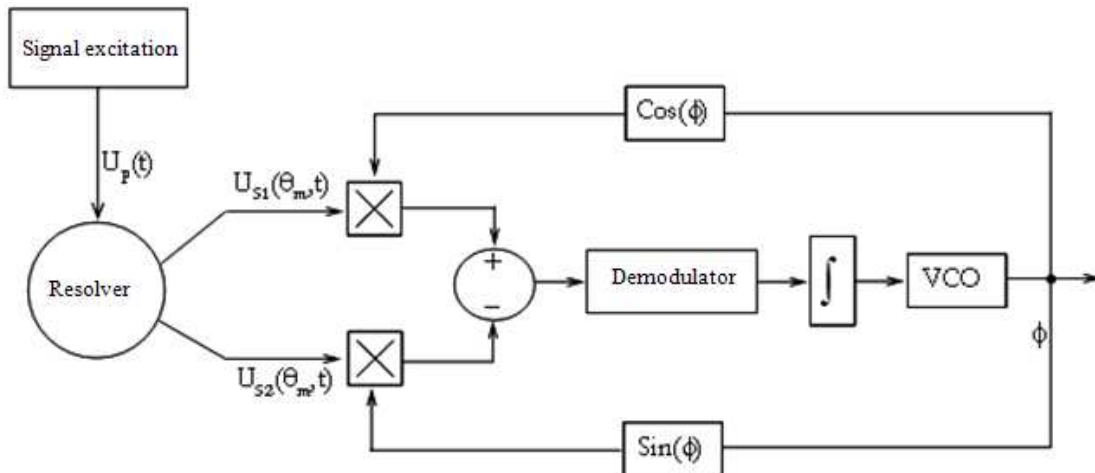 Signal excitation
Cos(ϕ)
U_p(t)
U_S1(θ_m,t)
Resolver
+
−
Demodulator
∫
VCO
ϕ
U_S2(θ_m,t)
Sin(ϕ)